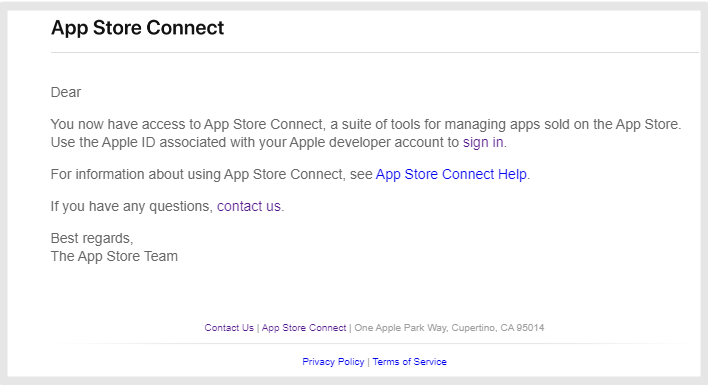 App Store Connect
Dear
You now have access to App Store Connect, a suite of tools for managing apps sold on the App Store.
Use the Apple ID associated with your Apple developer account to sign in.
For information about using App Store Connect, see App Store Connect Help.
If you have any questions, contact us.
Best regards,
The App Store Team
Contact Us | App Store Connect | One Apple Park Way, Cupertino, CA 95014
Privacy Policy | Terms of Service